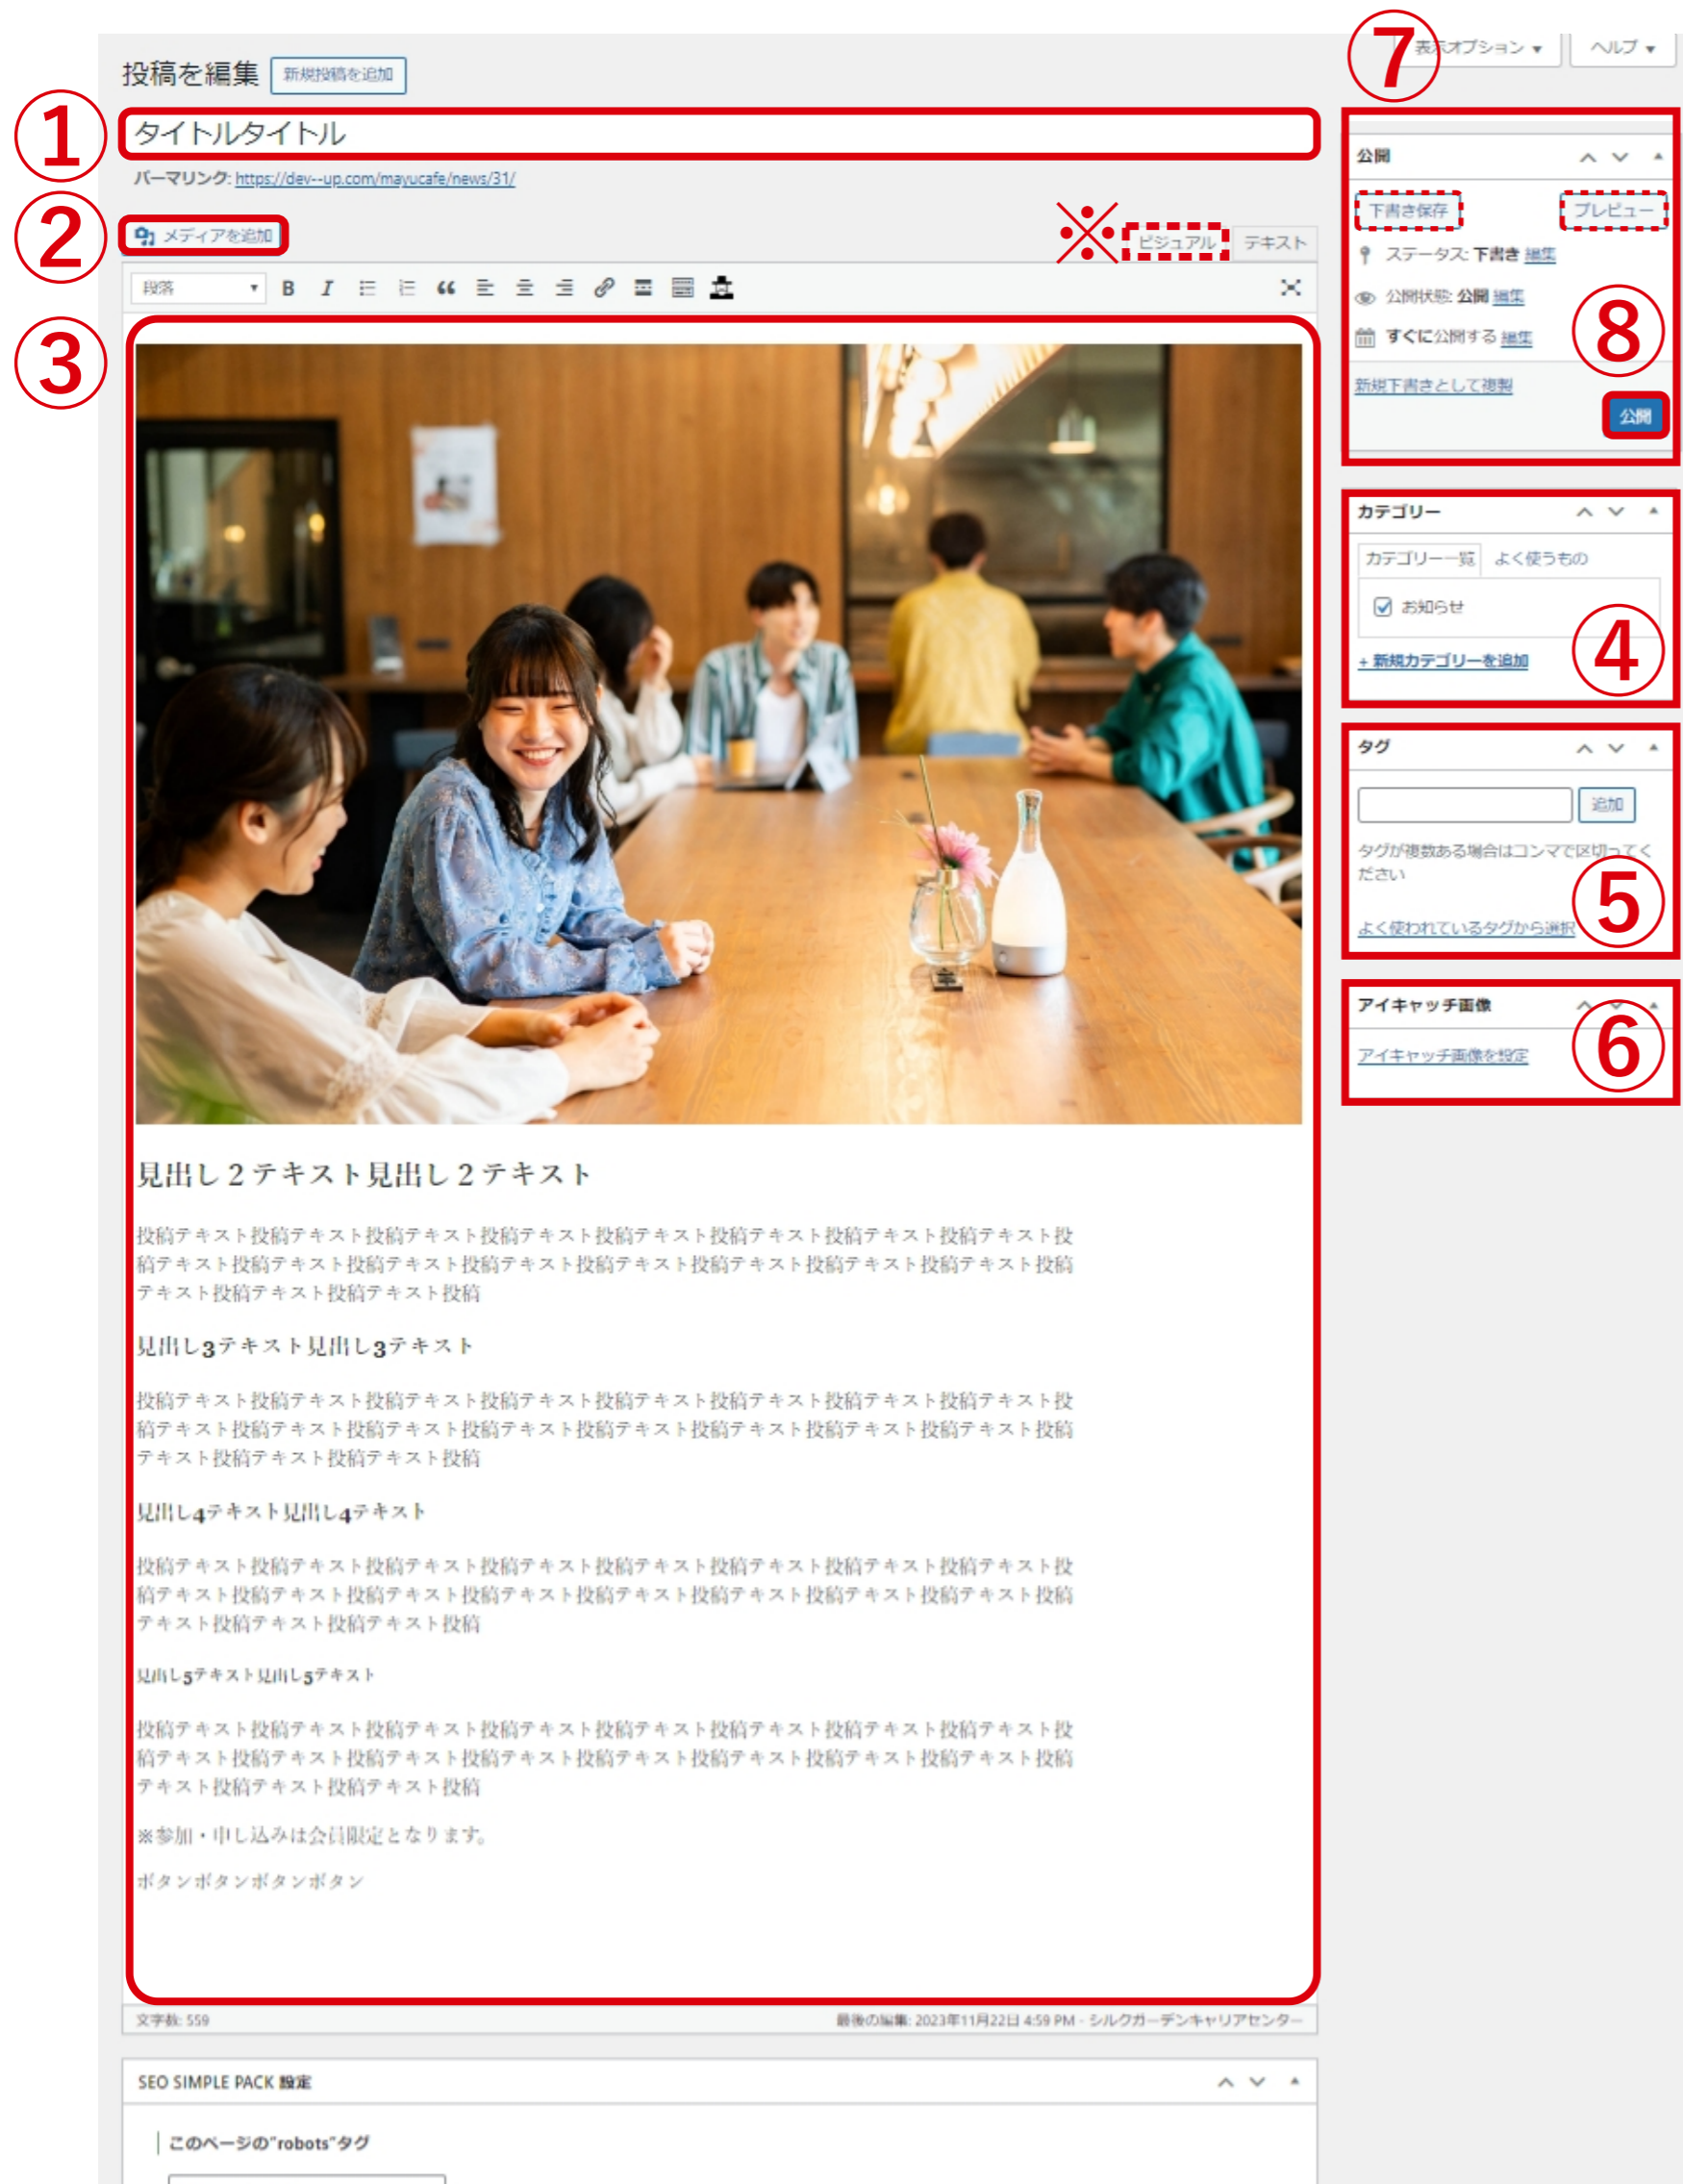 ⑦
表示オプション ▼
ヘルプ ▼
投稿を編集
新規投稿を追加
①
タイトルタイトル
パーマリンク: https://dev--up.com/mayucafe/news/31/
②
メディアを追加
※
ビジュアル
テキスト
段落
B I
③
公開
下書き保存
プレビュー
ステータス: 下書き 編集
公開状態: 公開 編集
すぐに公開する 編集
⑧
新規下書きとして複製
公開
カテゴリー
カテゴリー一覧
よく使うもの
お知らせ
④
+ 新規カテゴリーを追加
タグ
追加
タグが複数ある場合はコンマで区切ってく
ださい
⑤
よく使われているタグから選択
アイキャッチ画像
⑥
アイキャッチ画像を設定
見出し2テキスト見出し2テキスト
投稿テキスト投稿テキスト投稿テキスト投稿テキスト投稿テキスト投稿テキスト投稿テキスト投稿テキスト投
稿テキスト投稿テキスト投稿テキスト投稿テキスト投稿テキスト投稿テキスト投稿テキスト投稿テキスト投稿
テキスト投稿テキスト投稿テキスト投稿
見出し3テキスト見出し3テキスト
投稿テキスト投稿テキスト投稿テキスト投稿テキスト投稿テキスト投稿テキスト投稿テキスト投稿テキスト投
稿テキスト投稿テキスト投稿テキスト投稿テキスト投稿テキスト投稿テキスト投稿テキスト投稿テキスト投稿
テキスト投稿テキスト投稿テキスト投稿
見出し4テキスト見出し4テキスト
投稿テキスト投稿テキスト投稿テキスト投稿テキスト投稿テキスト投稿テキスト投稿テキスト投稿テキスト投
稿テキスト投稿テキスト投稿テキスト投稿テキスト投稿テキスト投稿テキスト投稿テキスト投稿テキスト投稿
テキスト投稿テキスト投稿テキスト投稿
見出し5テキスト見出し5テキスト
投稿テキスト投稿テキスト投稿テキスト投稿テキスト投稿テキスト投稿テキスト投稿テキスト投稿テキスト投
稿テキスト投稿テキスト投稿テキスト投稿テキスト投稿テキスト投稿テキスト投稿テキスト投稿テキスト投稿
テキスト投稿テキスト投稿テキスト投稿
※参加・申し込みは会員限定となります。
ボタンボタンボタンボタン
文字数: 559
最後の編集: 2023年11月22日 4:59 PM - シルクガーデンキャリアセンター
SEO SIMPLE PACK 設定
このページの"robots"タグ